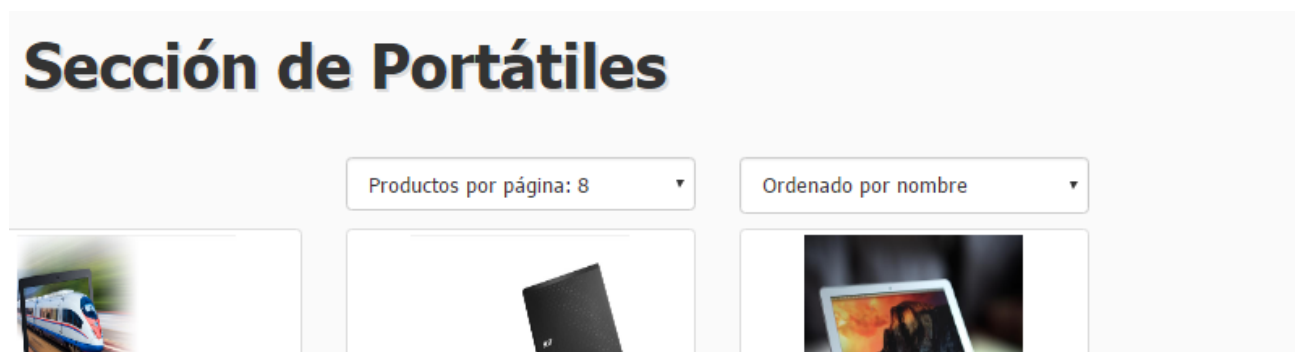 Sección de Portátiles
Productos por página: 8
Ordenado por nombre